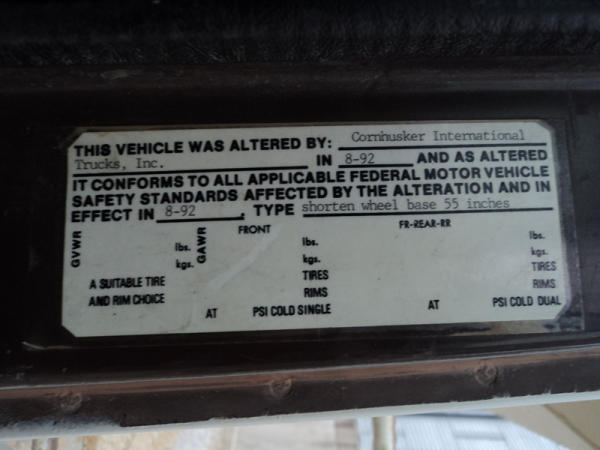 THIS VEHICLE WAS ALTERED BY: Cornhusker International
Trucks, Inc. IN 8-92 AND AS ALTERED
IT CONFORMS TO ALL APPLICABLE FEDERAL MOTOR VEHICLE
SAFETY STANDARDS AFFECTED BY THE ALTERATION AND IN
EFFECT IN 8-92 . TYPE shorten wheel base 55 inches
GVWR lbs. kgs.
A SUITABLE TIRE
AND RIM CHOICE
GAWR FRONT lbs. kgs.
TIRES
RIMS
AT PSI COLD SINGLE
FR-REAR-RR lbs.
kgs.
TIRES
RIMS
AT PSI COLD DUAL